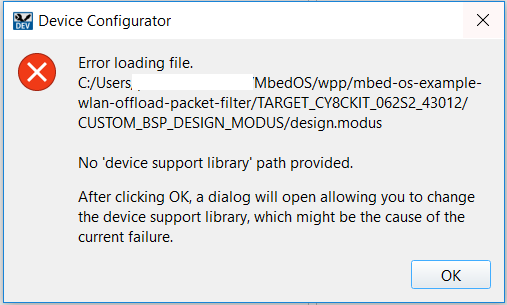 DEV
Device Configurator
Error loading file.
C:/Users /MbedOS/wpp/mbed-os-example-
wlan-offload-packet-filter/TARGET_CY8CKIT_062S2_43012/
CUSTOM_BSP_DESIGN_MODUS/design.modus
No 'device support library' path provided.
After clicking OK, a dialog will open allowing you to change
the device support library, which might be the cause of the
current failure.
OK